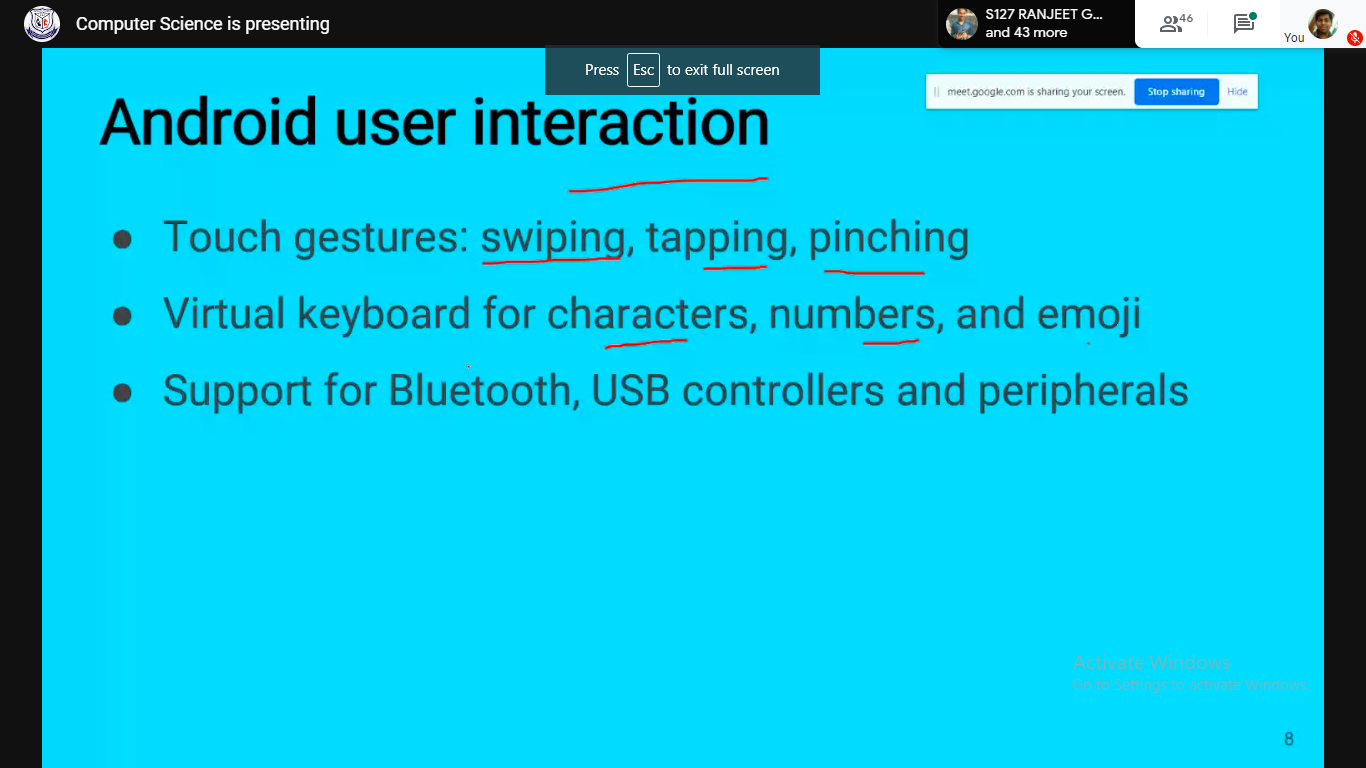 Computer Science is presenting
S127 RANJEET G...
and 43 more
46
You
Press Esc to exit full screen
meet.google.com is sharing your screen. Stop sharing Hide
Android user interaction
● Touch gestures: swiping, tapping, pinching
● Virtual keyboard for characters, numbers, and emoji
● Support for Bluetooth, USB controllers and peripherals
Activate Windows
Go to Settings to activate Windows.
8